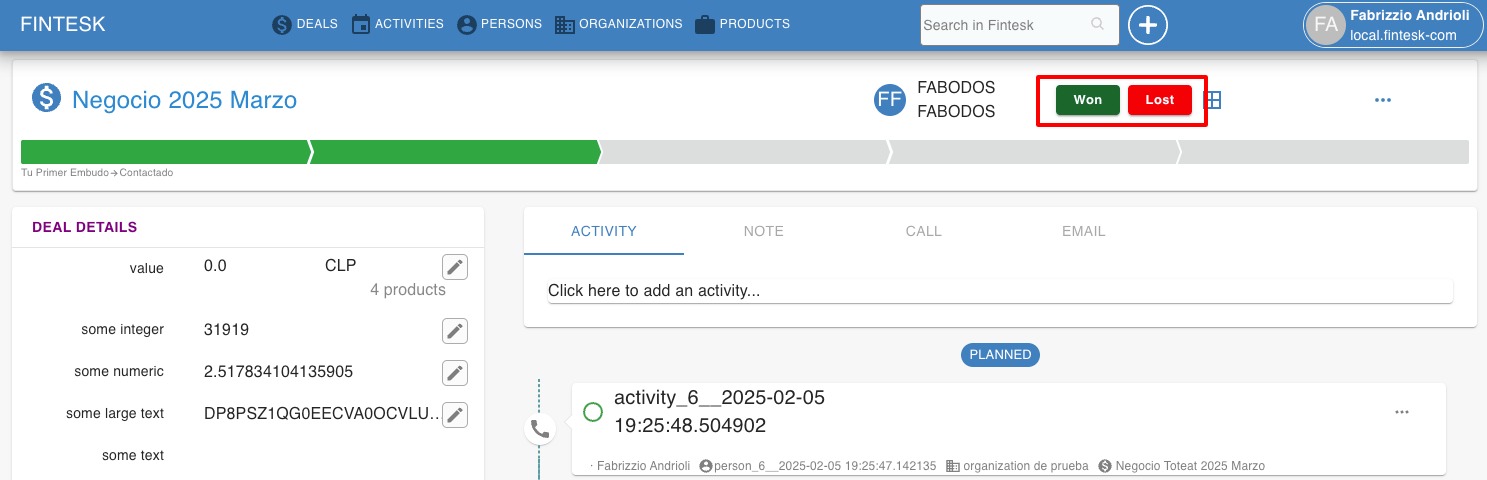 FINTESK
DEALS ACTIVITIES PERSONS ORGANIZATIONS PRODUCTS
Search in Fintesk
FA
Fabrizzio Andrioli
local.fintesk-com
Negocio 2025 Marzo
FF
FABODOS
FABODOS
Won Lost
Tu Primer Embudo→Contactado
DEAL DETAILS
value 0.0 CLP
4 products
some integer 31919
some numeric 2.517834104135905
some large text DP8PSZ1QG0EECVA0OCVLU...
some text
ACTIVITY NOTE CALL EMAIL
Click here to add an activity...
PLANNED
activity_6__2025-02-05
19:25:48.504902
· Fabrizzio Andrioli person_6__2025-02-05 19:25:47.142135 organization de prueba Negocio Toteat 2025 Marzo